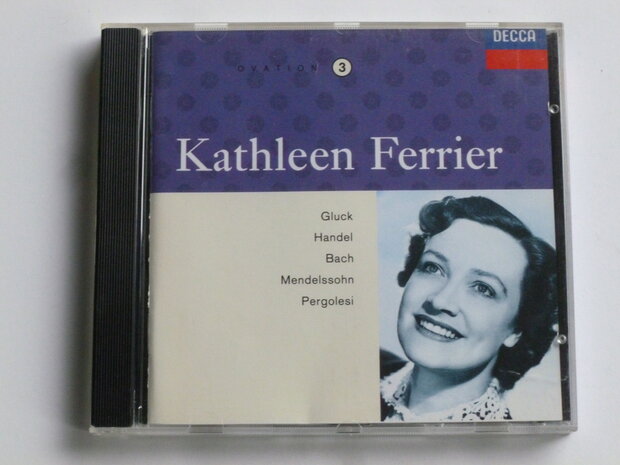 DECCA
OVATION 3
Kathleen Ferrier
Gluck
Handel
Bach
Mendelssohn
Pergolesi